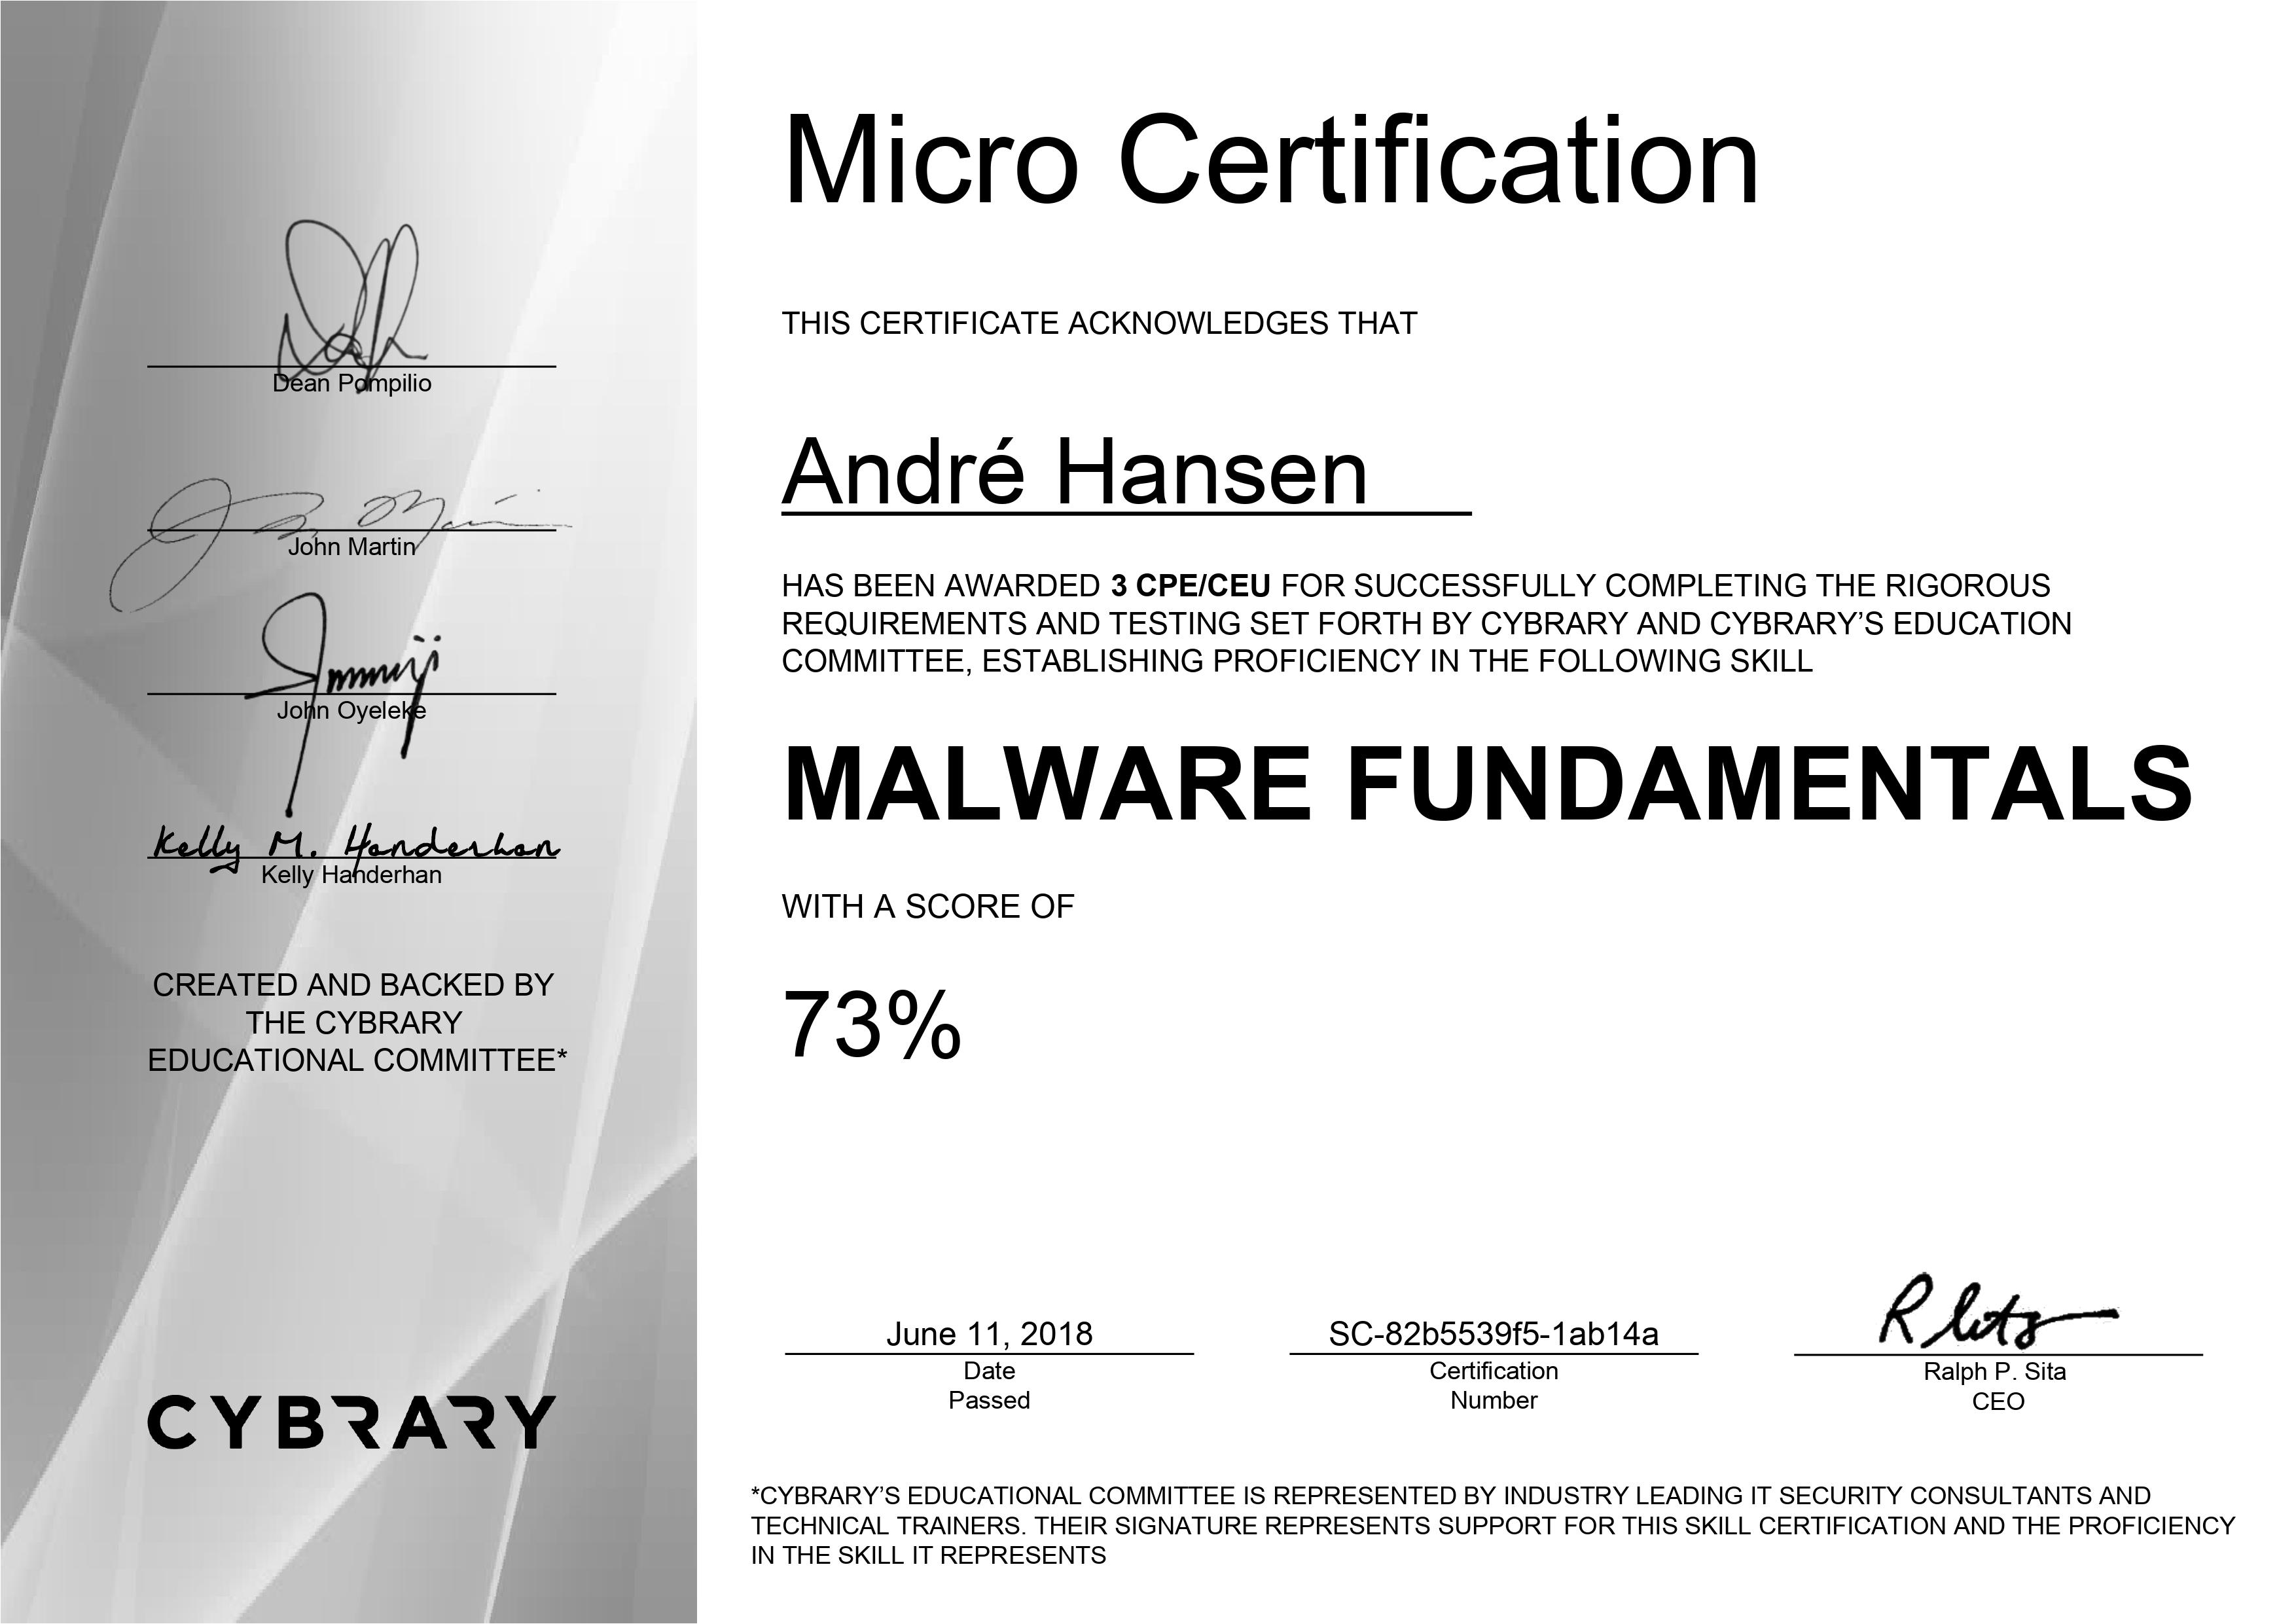 Micro Certification
THIS CERTIFICATE ACKNOWLEDGES THAT
André Hansen
HAS BEEN AWARDED 3 CPE/CEU FOR SUCCESSFULLY COMPLETING THE RIGOROUS
REQUIREMENTS AND TESTING SET FORTH BY CYBRARY AND CYBRARY’S EDUCATION
COMMITTEE, ESTABLISHING PROFICIENCY IN THE FOLLOWING SKILL
MALWARE FUNDAMENTALS
WITH A SCORE OF
73%
June 11, 2018
Date
Passed
SC-82b5539f5-1ab14a
Certification
Number
Ralph P. Sita
CEO
*CYBRARY’S EDUCATIONAL COMMITTEE IS REPRESENTED BY INDUSTRY LEADING IT SECURITY CONSULTANTS AND
TECHNICAL TRAINERS. THEIR SIGNATURE REPRESENTS SUPPORT FOR THIS SKILL CERTIFICATION AND THE PROFICIENCY
IN THE SKILL IT REPRESENTS
Dean Pompilio
John Martin
John Oyeleke
Kelly M. Handerhan
Kelly Handerhan
CREATED AND BACKED BY
THE CYBRARY
EDUCATIONAL COMMITTEE*
CYBRARY